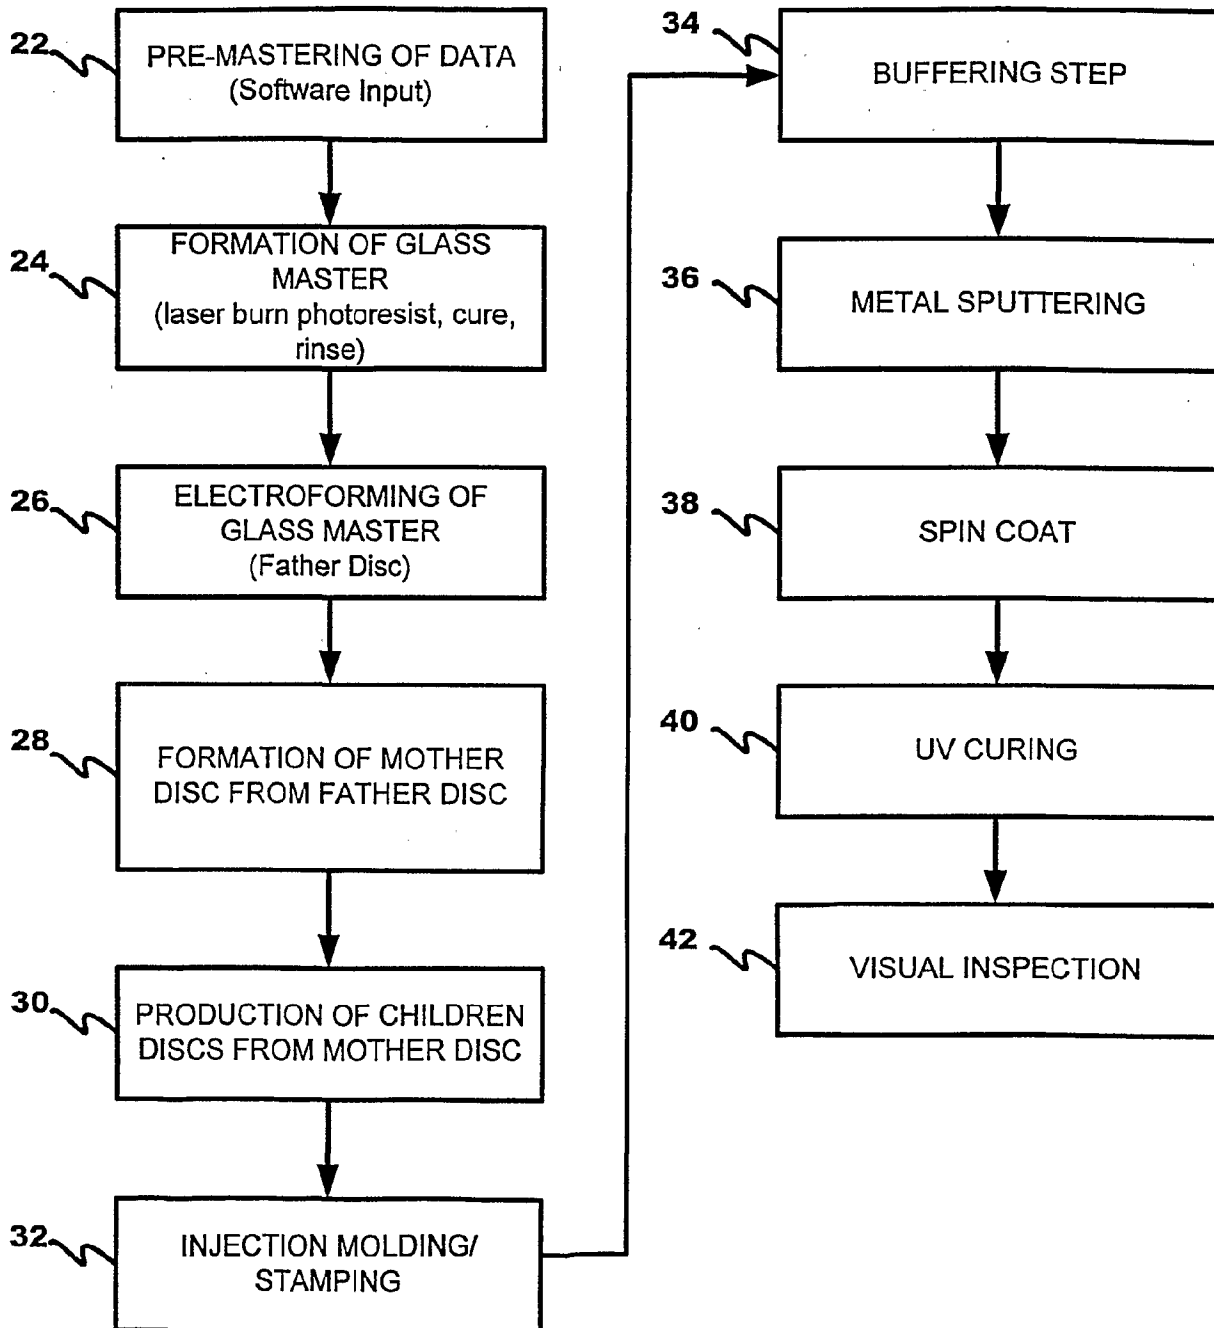 22
PRE-MASTERING OF DATA
(Software Input)
24
FORMATION OF GLASS
MASTER
(laser burn photoresist, cure,
rinse)
26
ELECTROFORMING OF
GLASS MASTER
(Father Disc)
28
FORMATION OF MOTHER
DISC FROM FATHER DISC
30
PRODUCTION OF CHILDREN
DISCS FROM MOTHER DISC
32
INJECTION MOLDING/
STAMPING
34
BUFFERING STEP
36
METAL SPUTTERING
38
SPIN COAT
40
UV CURING
42
VISUAL INSPECTION